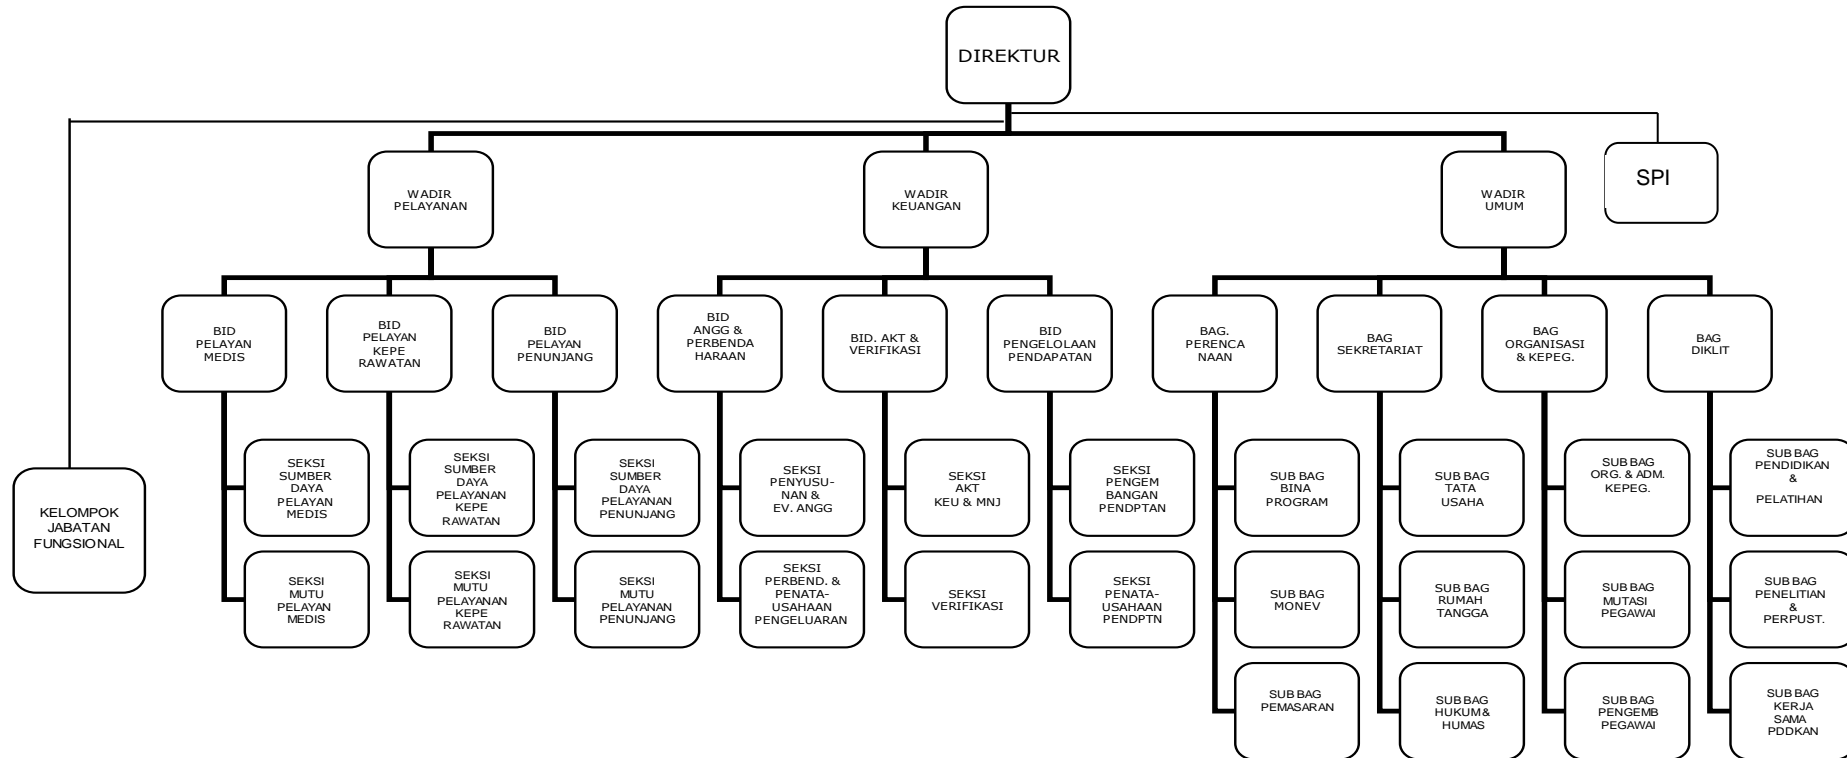 DIREKTUR
WADIR
PELAYANAN
WADIR
KEUANGAN
WADIR
UMUM
SPI
BID
PELAYAN
MEDIS
BID
PELAYAN
KEPE
RAWATAN
BID
PELAYAN
PENUNJANG
BID
ANGG &
PERBENDA
HARAAN
BID. AKT &
VERIFIKASI
BID
PENGELOLAAN
PENDAPATAN
BAG.
PERENCA
NAAN
BAG
SEKRETARIAT
BAG
ORGANISASI
& KEPEG.
BAG
DIKLIT
KELOMPOK
JABATAN
FUNGSIONAL
SEKSI
SUMBER
DAYA
PELAYAN
MEDIS
SEKSI
SUMBER
DAYA
PELAYANAN
KEPE
RAWATAN
SEKSI
SUMBER
DAYA
PELAYANAN
PENUNJANG
SEKSI
PENYUSU-
NAN &
EV. ANGG
SEKSI
AKT
KEU & MNJ
SEKSI
PENGEM
BANGAN
PENDPTAN
SUB BAG
BINA
PROGRAM
SUB BAG
TATA
USAHA
SUB BAG
ORG. & ADM.
KEPEG.
SUB BAG
PENDIDIKAN
&
PELATIHAN
SEKSI
MUTU
PELAYAN
MEDIS
SEKSI
MUTU
PELAYANAN
KEPE
RAWATAN
SEKSI
MUTU
PELAYANAN
PENUNJANG
SEKSI
PERBEND. &
PENATA-
USAHAAN
PENGELUARAN
SEKSI
VERIFIKASI
SEKSI
PENATA-
USAHAAN
PENDPTN
SUB BAG
MONEV
SUB BAG
RUMAH
TANGGA
SUB BAG
MUTASI
PEGAWAI
SUB BAG
PENELITIAN
&
PERPUST.
SUB BAG
PEMASARAN
SUB BAG
HUKUM &
HUMAS
SUB BAG
PENGEMB
PEGAWAI
SUB BAG
KERJA
SAMA
PDDKAN